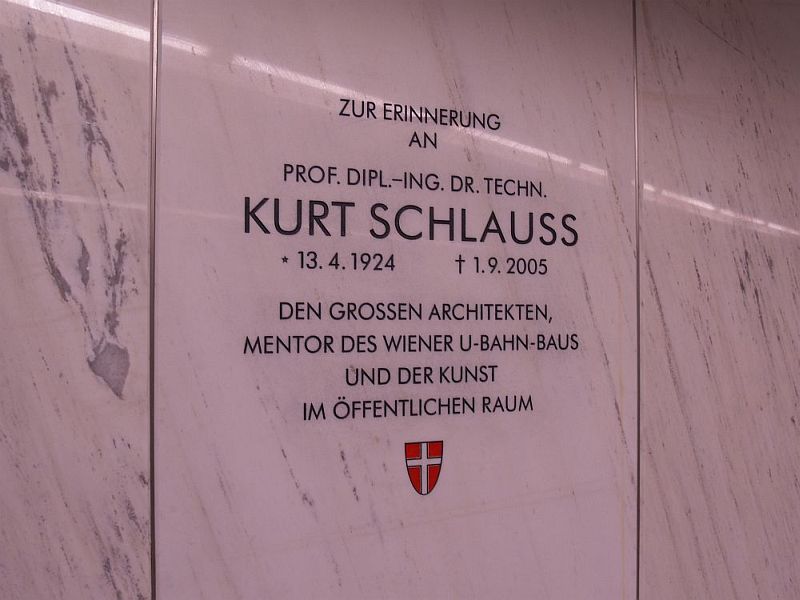 ZUR ERINNERUNG
AN
PROF. DIPL.–ING. DR. TECHN.
KURT SCHLAUSS
* 13. 4. 1924 † 1. 9. 2005
DEN GROSSEN ARCHITEKTEN,
MENTOR DES WIENER U-BAHN-BAUS
UND DER KUNST
IM ÖFFENTLICHEN RAUM